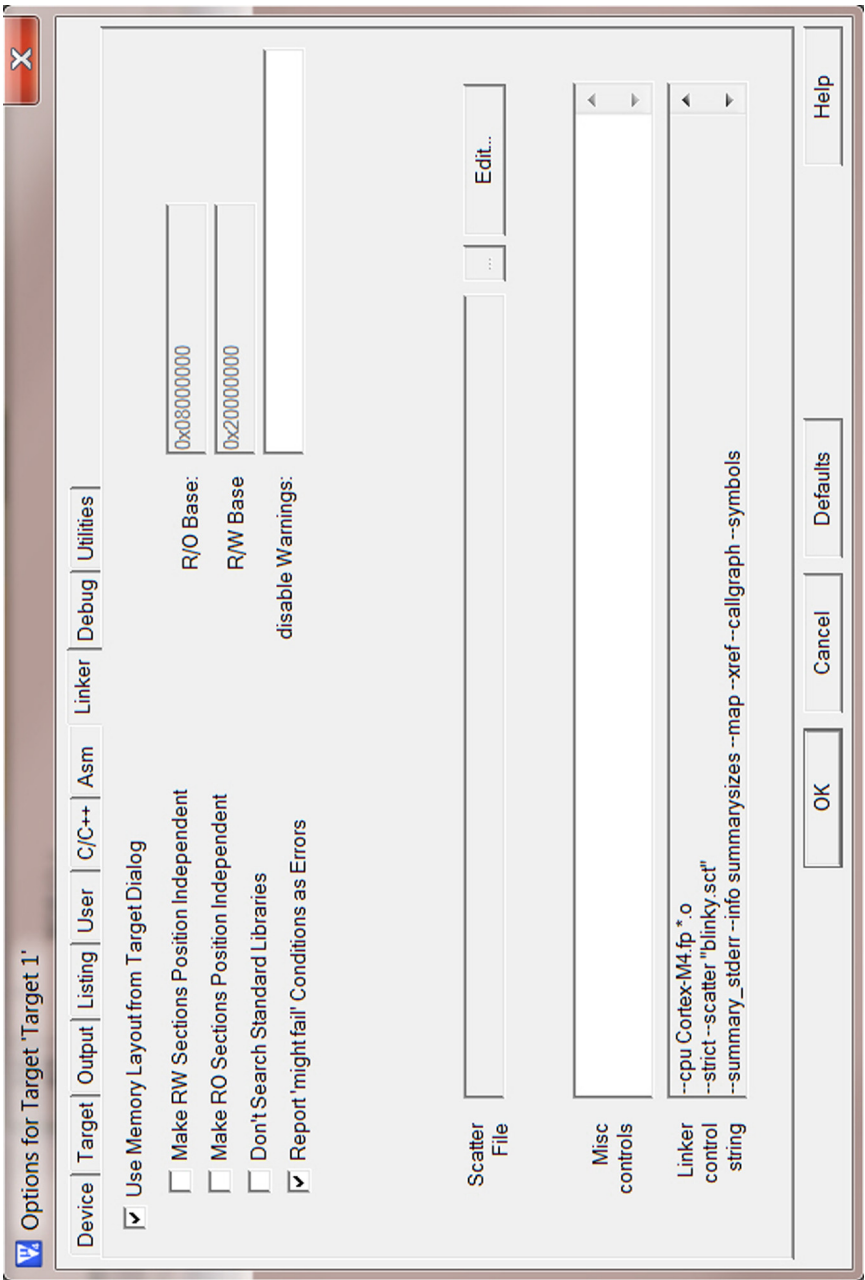 Options for Target 'Target 1'
X
Device Target Output Listing User C/C++ Asm Linker Debug Utilities
Use Memory Layout from Target Dialog
Make RW Sections Position Independent
Make RO Sections Position Independent
Don't Search Standard Libraries
Report 'might fail' Conditions as Errors
R/O Base: 0x08000000
R/W Base 0x20000000
disable Warnings:
Scatter
File
...
Edit...
Misc
controls
Linker
control
string
--cpu Cortex-M4.fp *.o
--strict --scatter "blinky.sct"
--summary_stderr --info summarysizes --map --xref --callgraph --symbols
OK Cancel Defaults Help